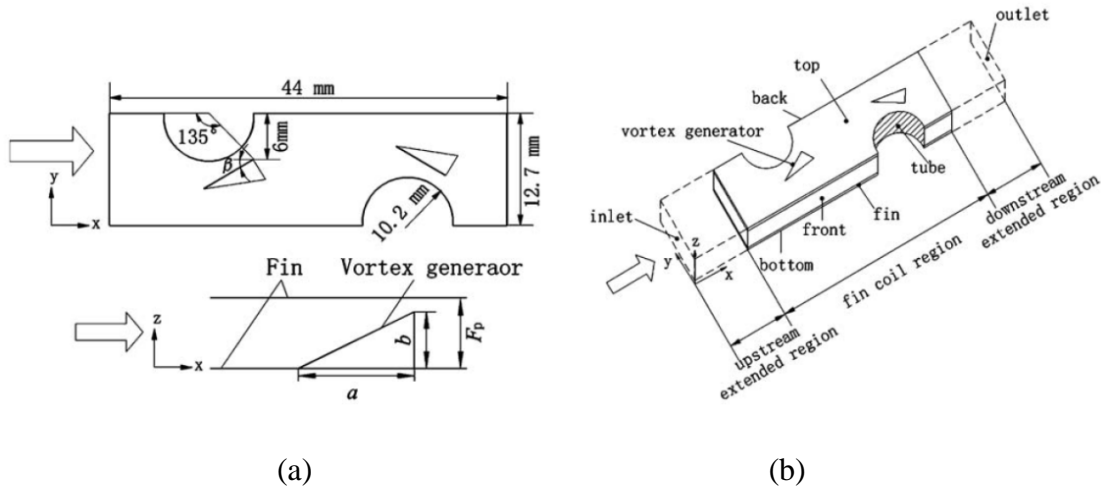 44 mm
135°
β
6mm
12.7 mm
10.2 mm
y
x
Fin
Vortex generaor
z
x
b
Fp
a
outlet
top
back
vortex generator
tube
inlet
fin
front
z
y
x
bottom
downstream
extended region
fin coil region
upstream
extended region
(a)
(b)